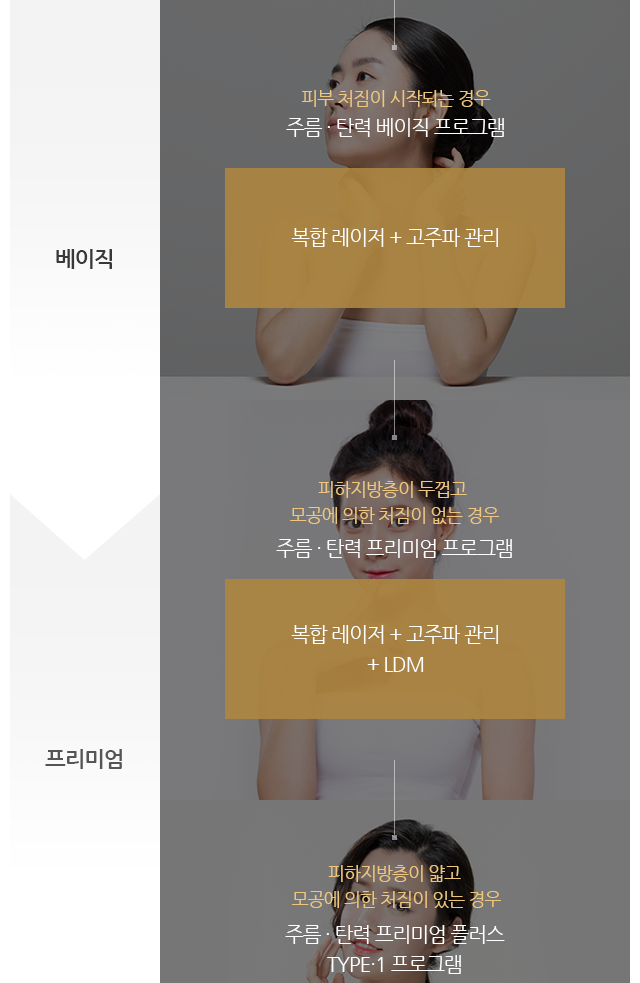 피부 처짐이 시작되는 경우
주름 · 탄력 베이직 프로그램
복합 레이저 + 고주파 관리
베이직
피하지방층이 두껍고
모공에 의한 처짐이 없는 경우
주름 · 탄력 프리미엄 프로그램
복합 레이저 + 고주파 관리
+ LDM
프리미엄
피하지방층이 얇고
모공에 의한 처짐이 있는 경우
주름 · 탄력 프리미엄 플러스
TYPE·1 프로그램